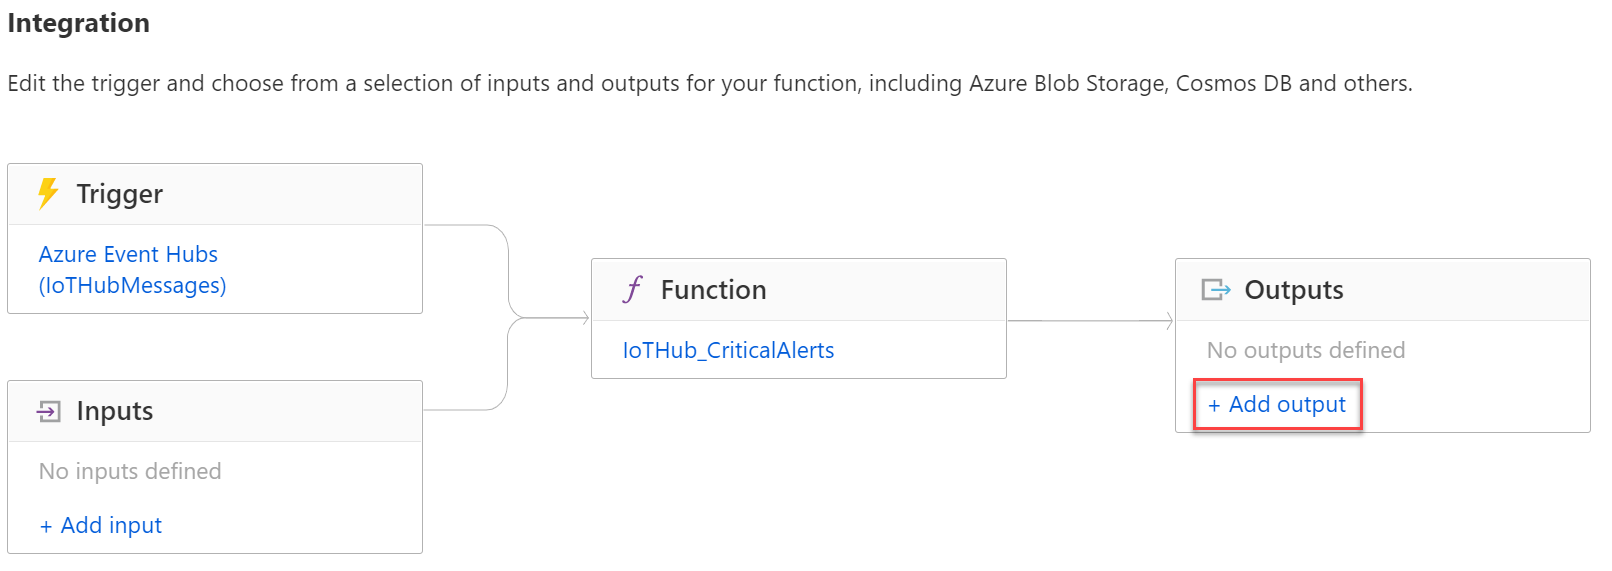 Integration
Edit the trigger and choose from a selection of inputs and outputs for your function, including Azure Blob Storage, Cosmos DB and others.
Trigger
Azure Event Hubs
(IoTHubMessages)
Inputs
No inputs defined
+ Add input
Function
IoTHub_CriticalAlerts
Outputs
No outputs defined
+ Add output